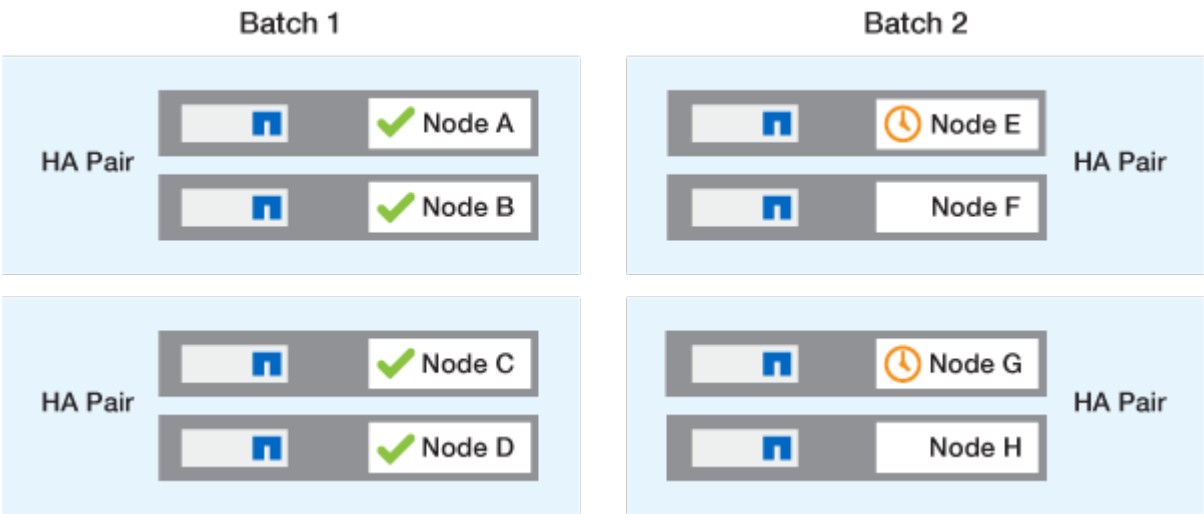 Batch 1
Batch 2
HA Pair
Node A
Node B
Node E
Node F
HA Pair
HA Pair
Node C
Node D
Node G
Node H
HA Pair